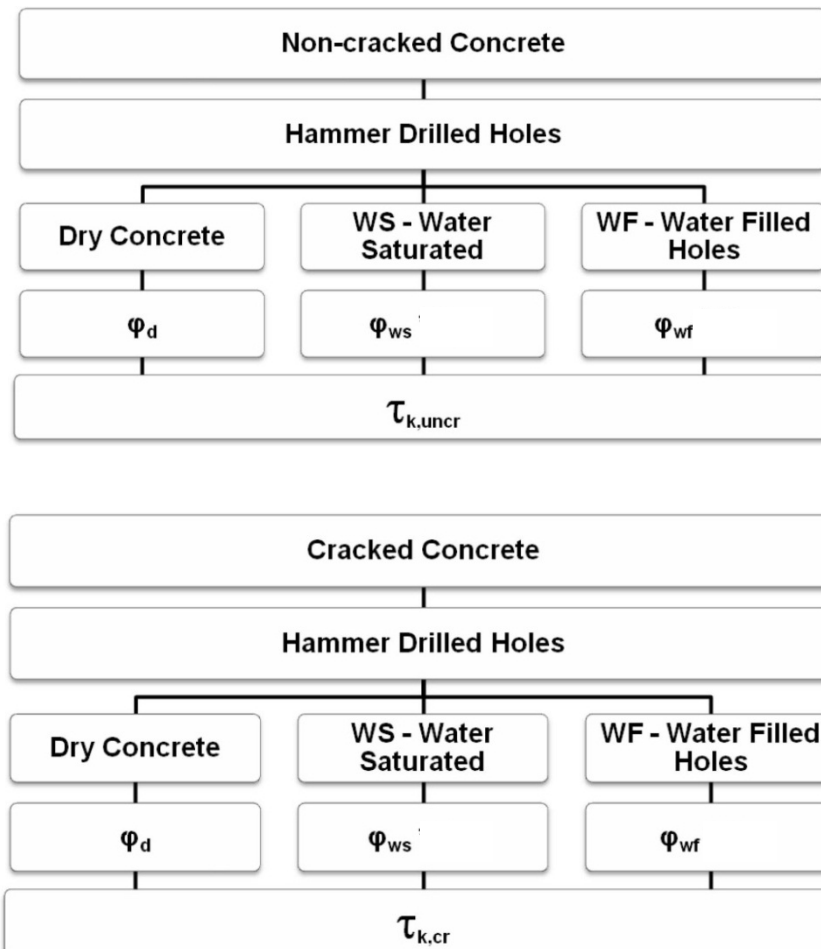 Non-cracked Concrete
Hammer Drilled Holes
Dry Concrete
WS - Water
Saturated
WF - Water Filled
Holes
φd
φws
φwf
τk,uncr
Cracked Concrete
Hammer Drilled Holes
Dry Concrete
WS - Water
Saturated
WF - Water Filled
Holes
φd
φws
φwf
τk,cr